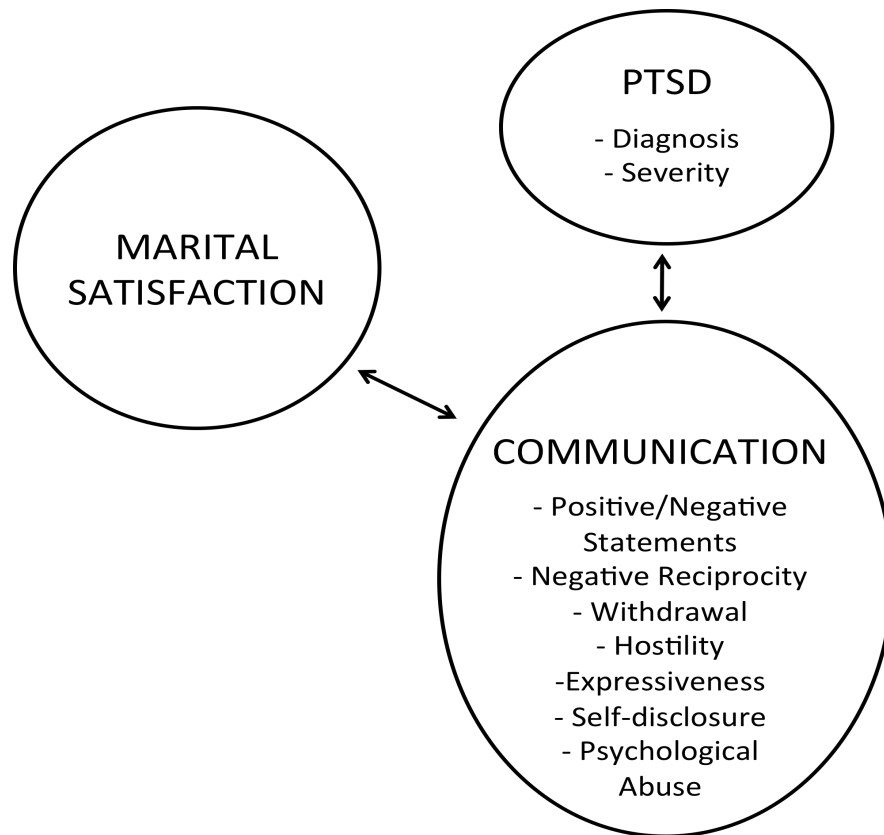 PTSD
- Diagnosis
- Severity
MARITAL
SATISFACTION
COMMUNICATION
- Positive/Negative
Statements
- Negative Reciprocity
- Withdrawal
- Hostility
-Expressiveness
- Self-disclosure
- Psychological
Abuse